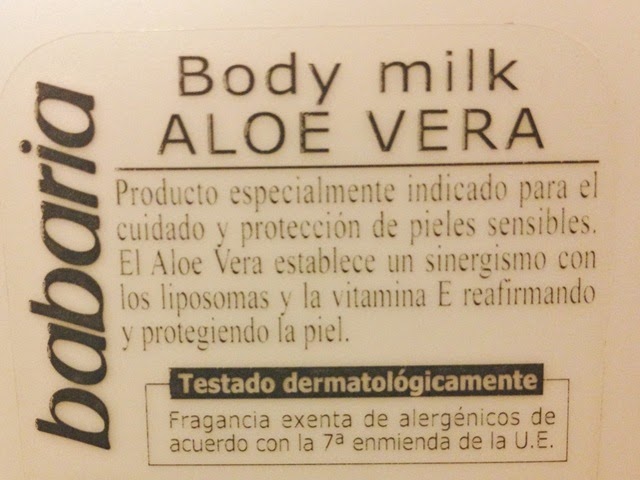 babaria
Body milk
ALOE VERA
Producto especialmente indicado para el
cuidado y protección de pieles sensibles.
El Aloe Vera establece un sinergismo con
los liposomas y la vitamina E reafirmando
y protegiendo la piel.
Testado dermatológicamente
Fragancia exenta de alergénicos de
acuerdo con la 7ª enmienda de la U.E.